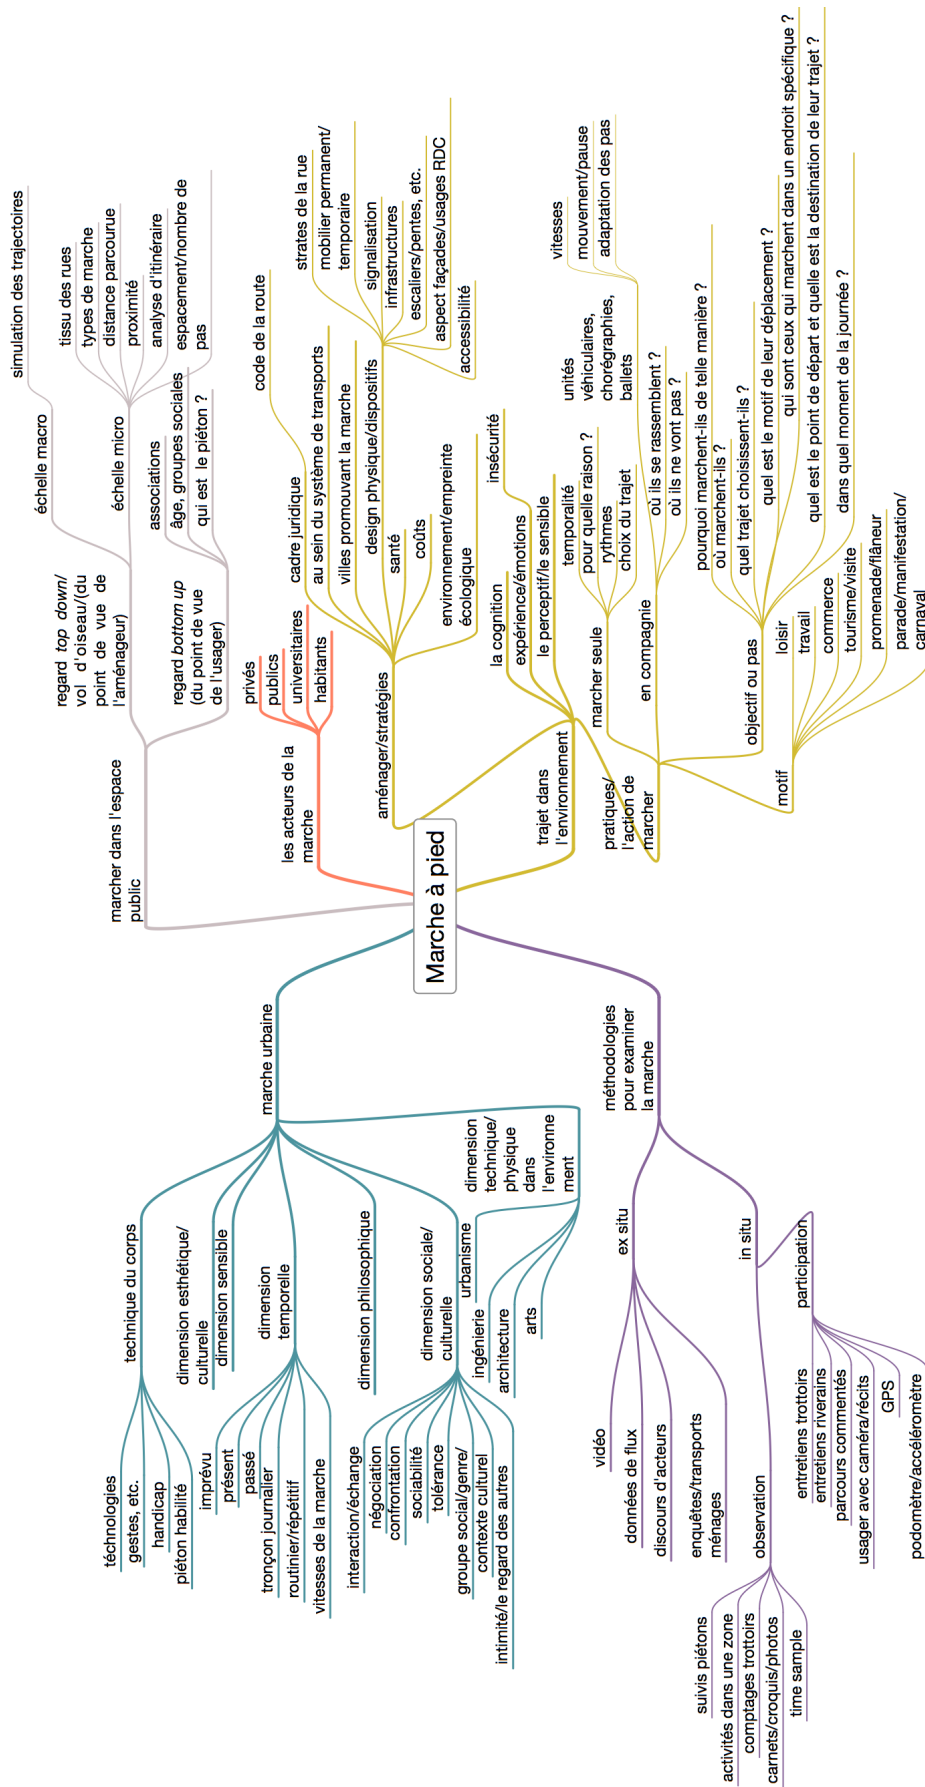 Marche à pied
marche urbaine
technique du corps
téchnologies
gestes, etc.
handicap
piéton habilité
dimension esthétique/
culturelle
dimension sensible
dimension
temporelle
imprévu
présent
passé
tronçon journalier
routinier/répétitif
vitesses de la marche
dimension philosophique
dimension sociale/
culturelle
interaction/échange
négociation
confrontation
sociabilité
tolérance
groupe social/genre/
contexte culturel
intimité/le regard des autres
dimension
technique/
physique
dans
l'environne
ment
urbanisme
ingénierie
architecture
arts
méthodologies
pour examiner
la marche
ex situ
vidéo
données de flux
discours d'acteurs
enquêtes/transports
ménages
in situ
observation
suivis piétons
activités dans une zone
comptages trottoirs
carnets/croquis/photos
time sample
participation
entretiens trottoirs
entretiens riverains
parcours commentés
usager avec caméra/récits
GPS
podomètre/accéléromètre
marcher dans l'espace
public
regard top down/
vol d'oiseau/(du
point de vue de
l'aménageur)
échelle macro
simulation des trajectoires
échelle micro
tissu des rues
types de marche
distance parcourue
proximité
analyse d'itinéraire
espacement/nombre de
pas
regard bottom up
(du point de vue
de l'usager)
associations
âge, groupes sociales
qui est le piéton ?
les acteurs de la
marche
privés
publics
universitaires
habitants
trajet dans
l'environnement
aménager/stratégies
cadre juridique
code de la route
au sein du système de transports
villes promouvant la marche
design physique/dispositifs
strates de la rue
mobilier permanent/
temporaire
signalisation
infrastructures
escaliers/pentes, etc.
aspect façades/usages RDC
accessibilité
santé
coûts
environnement/empreinte
écologique
la cognition
expérience/émotions
insécurité
le perceptif/le sensible
pratiques/
l'action de
marcher
marcher seule
temporalité
pour quelle raison ?
rythmes
choix du trajet
en compagnie
unités
véhiculaires,
chorégraphies,
ballets
vitesses
mouvement/pause
adaptation des pas
où ils se rassemblent ?
où ils ne vont pas ?
objectif ou pas
pourquoi marchent-ils de telle manière ?
où marchent-ils ?
quel trajet choisissent-ils ?
quel est le motif de leur déplacement ?
qui sont ceux qui marchent dans un endroit spécifique ?
quel est le point de départ et quelle est la destination de leur trajet ?
dans quel moment de la journée ?
motif
loisir
travail
commerce
tourisme/visite
promenade/flâneur
parade/manifestation/
carnaval